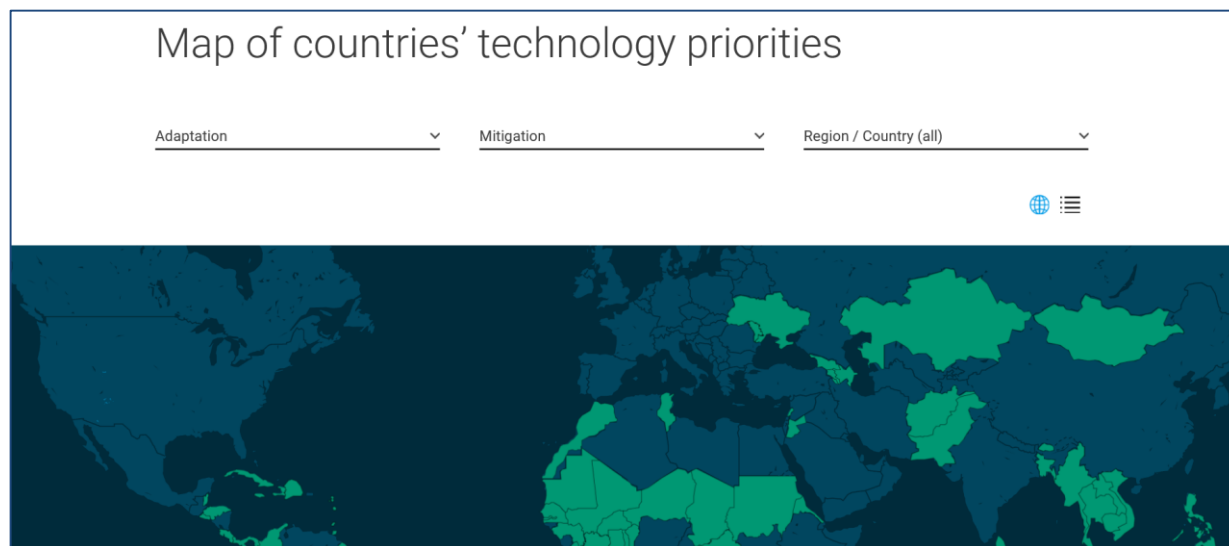 Map of countries’ technology priorities
Adaptation
Mitigation
Region / Country (all)